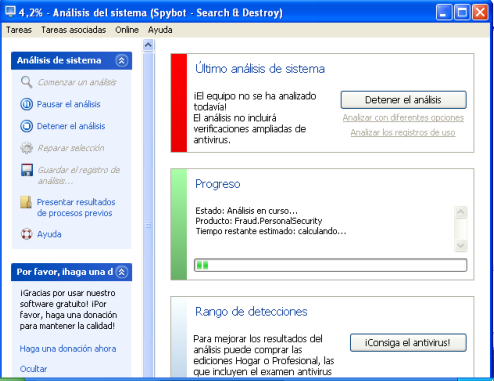 4,2% - Análisis del sistema (Spybot - Search & Destroy)
Tareas Tareas asociadas Online Ayuda
Análisis de sistema
Comenzar un análisis
Pausar el análisis
Detener el análisis
Reparar selección
Guardar el registro de
análisis...
Presentar resultados
de procesos previos
Ayuda
Por favor, ¡haga una d
¡Gracias por usar nuestro
software gratuito! ¡Por
favor, haga una donación
para mantener la calidad!
Haga una donación ahora
Ocultar
Último análisis de sistema
¡El equipo no se ha analizado
todavía!
El análisis no incluirá
verificaciones ampliadas de
antivirus.
Detener el análisis
Analizar con diferentes opciones
Analizar los registros de uso
Progreso
Estado: Análisis en curso...
Producto: Fraud.PersonalSecurity
Tiempo restante estimado: calculando...
Rango de detecciones
Para mejorar los resultados del
análisis puede comprar las
ediciones Hogar o Profesional, las
que incluyen el examen antivirus
¡Consiga el antivirus!